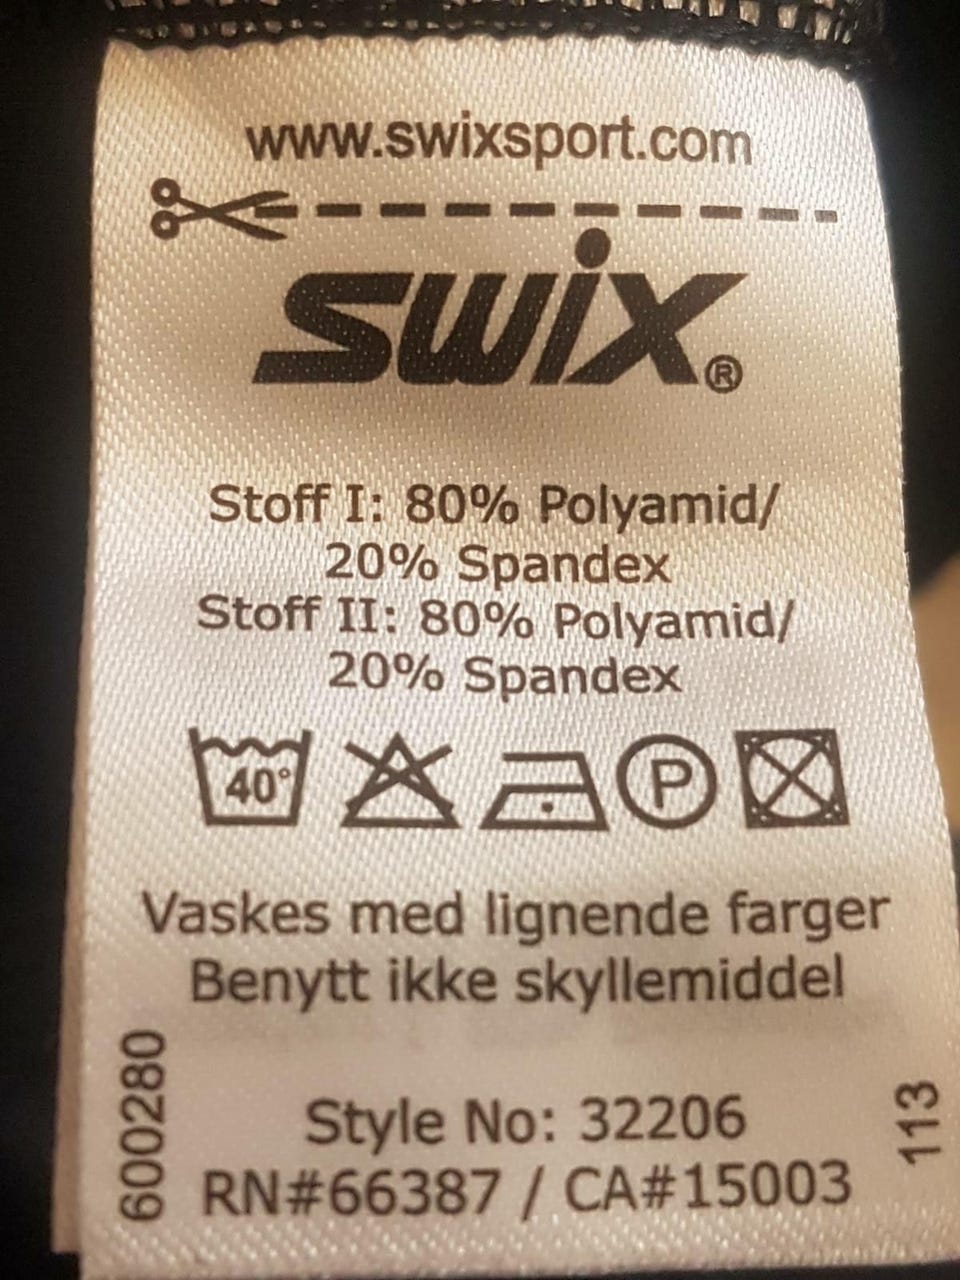 www.swixsport.com
swix®
Stoff I: 80% Polyamid/
20% Spandex
Stoff II: 80% Polyamid/
20% Spandex
40° P
Vaskes med lignende farger
Benytt ikke skyllemiddel
600280
Style No: 32206
RN#66387 / CA#15003
113